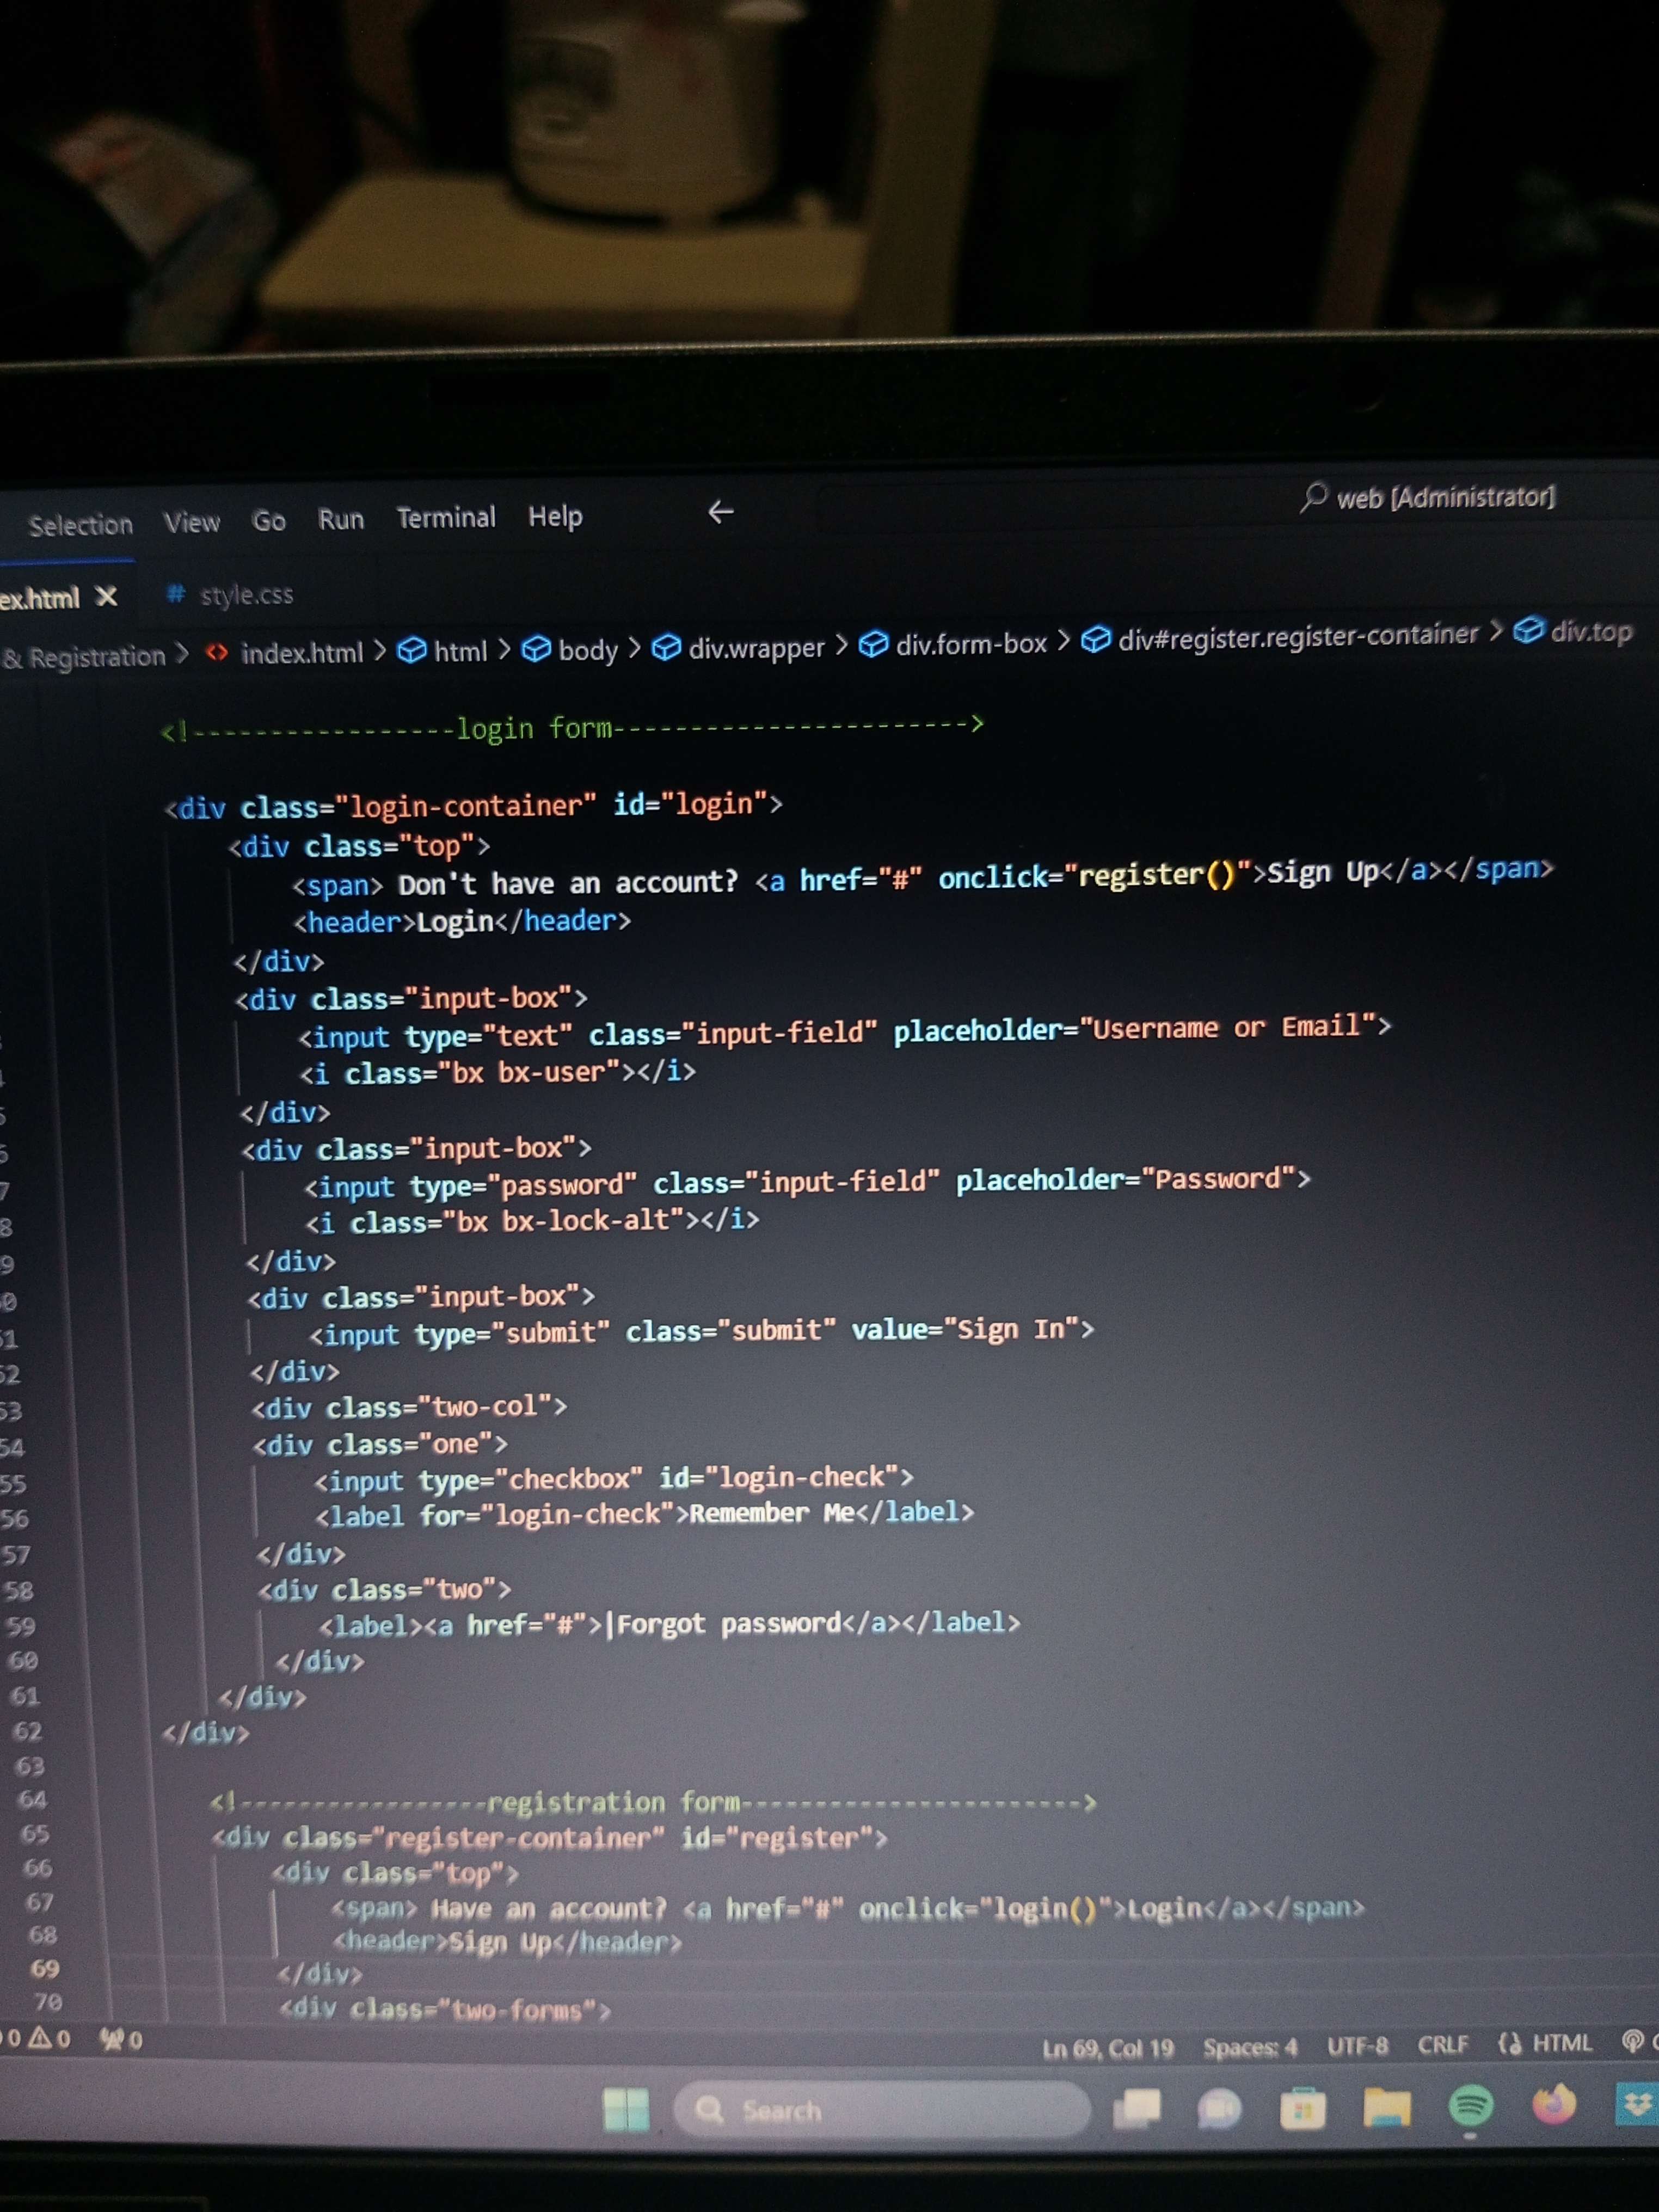 Selection View Go Run Terminal Help ← web [Administrator]
ex.html # style.css
& Registration > index.html > html > body > div.wrapper > div.form-box > div#register.register-container > div.top
<!-----------------login form----------------------->
<div class="login-container" id="login">
<div class="top">
<span> Don't have an account? <a href="#" onclick="register()">Sign Up</a></span>
<header>Login</header>
</div>
<div class="input-box">
<input type="text" class="input-field" placeholder="Username or Email">
<i class="bx bx-user"></i>
</div>
<div class="input-box">
7 <input type="password" class="input-field" placeholder="Password">
8 <i class="bx bx-lock-alt"></i>
9 </div>
0 <div class="input-box">
1 <input type="submit" class="submit" value="Sign In">
52 </div>
53 <div class="two-col">
54 <div class="one">
55 <input type="checkbox" id="login-check">
56 <label for="login-check">Remember Me</label>
57 </div>
58 <div class="two">
59 <label><a href="#">|Forgot password</a></label>
60 </div>
61 </div>
62 </div>
63
64 <!----------------registration form----------------------->
65 <div class="register-container" id="register">
66 <div class="top">
67 <span> Have an account? <a href="#" onclick="login()">Login</a></span>
68 <header>Sign Up</header>
69 </div>
70 <div class="two-forms">
0 0 0 Ln 69, Col 19 Spaces: 4 UTF-8 CRLF {} HTML
Search